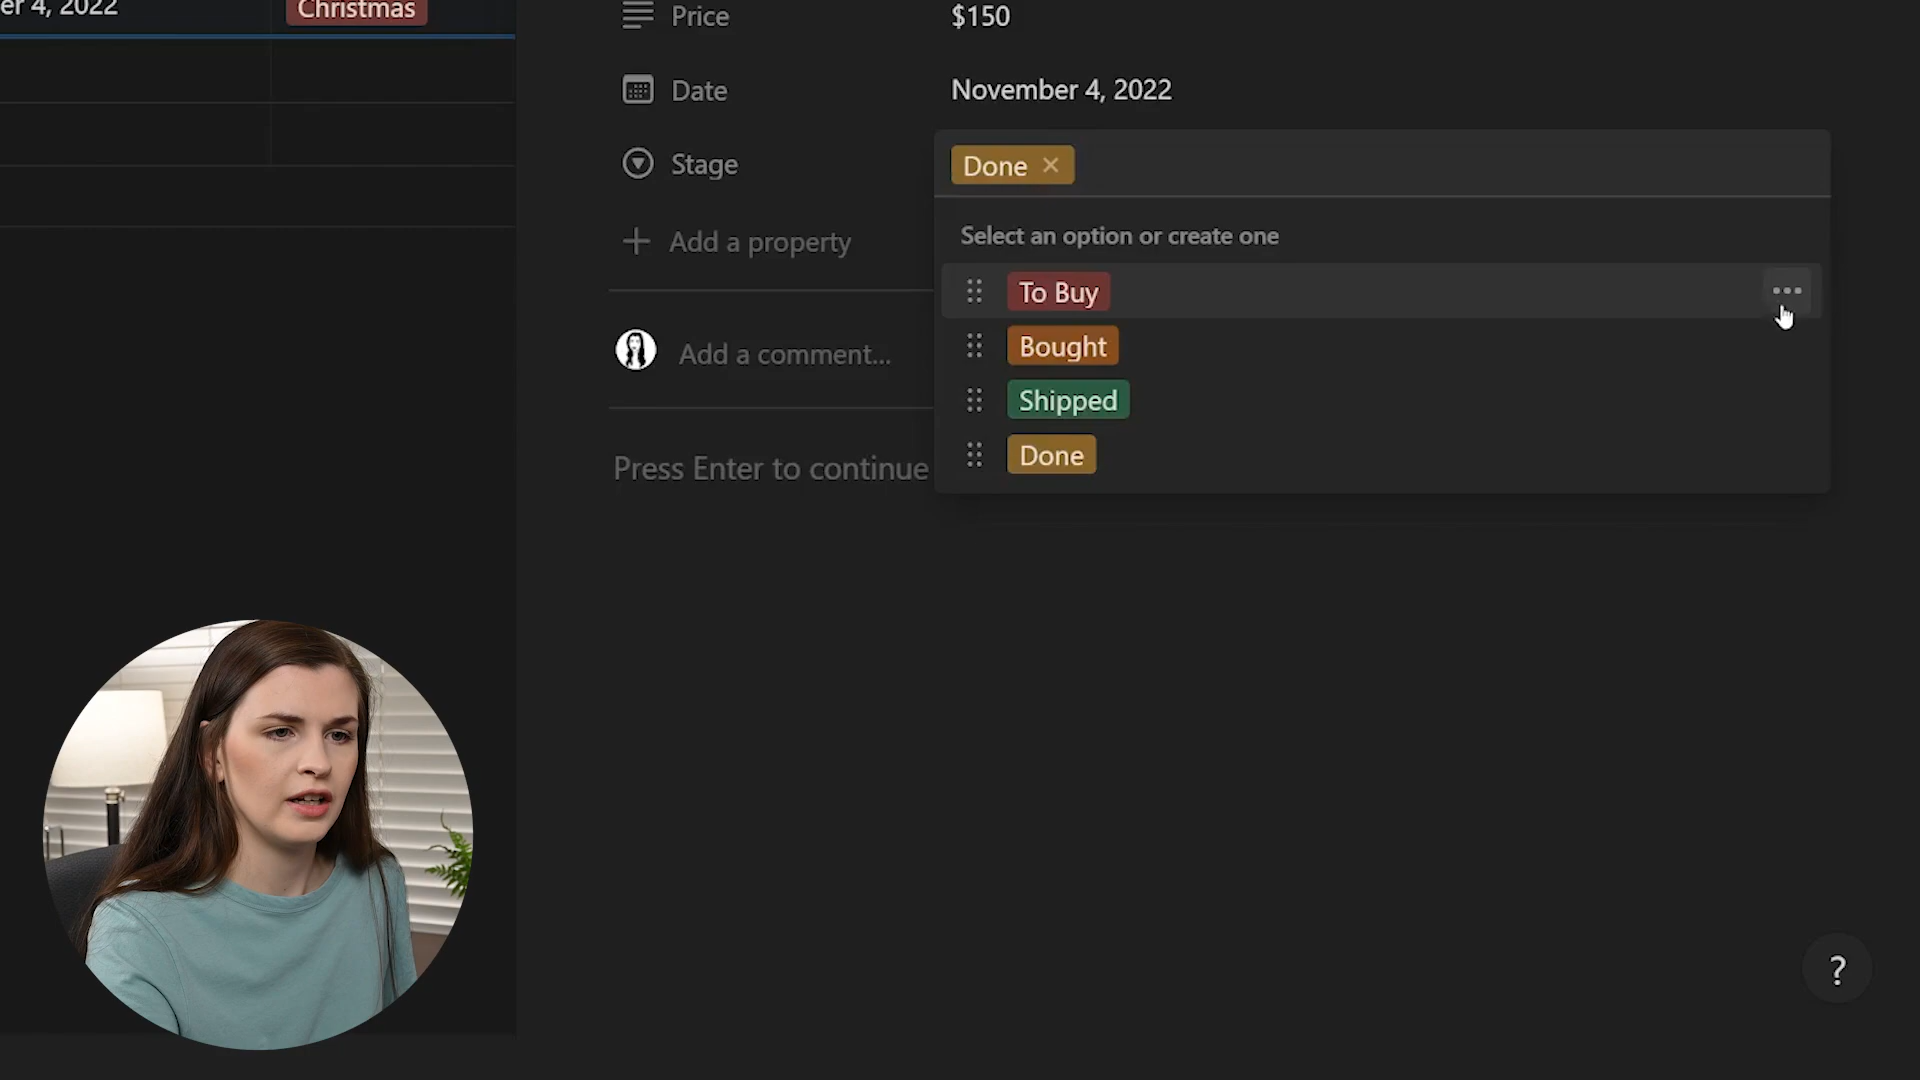 er 4, 2022
Christmas
Price
$150
Date
November 4, 2022
Stage
Done
Add a property
Select an option or create one
To Buy
Bought
Shipped
Done
Add a comment...
Press Enter to continue
?